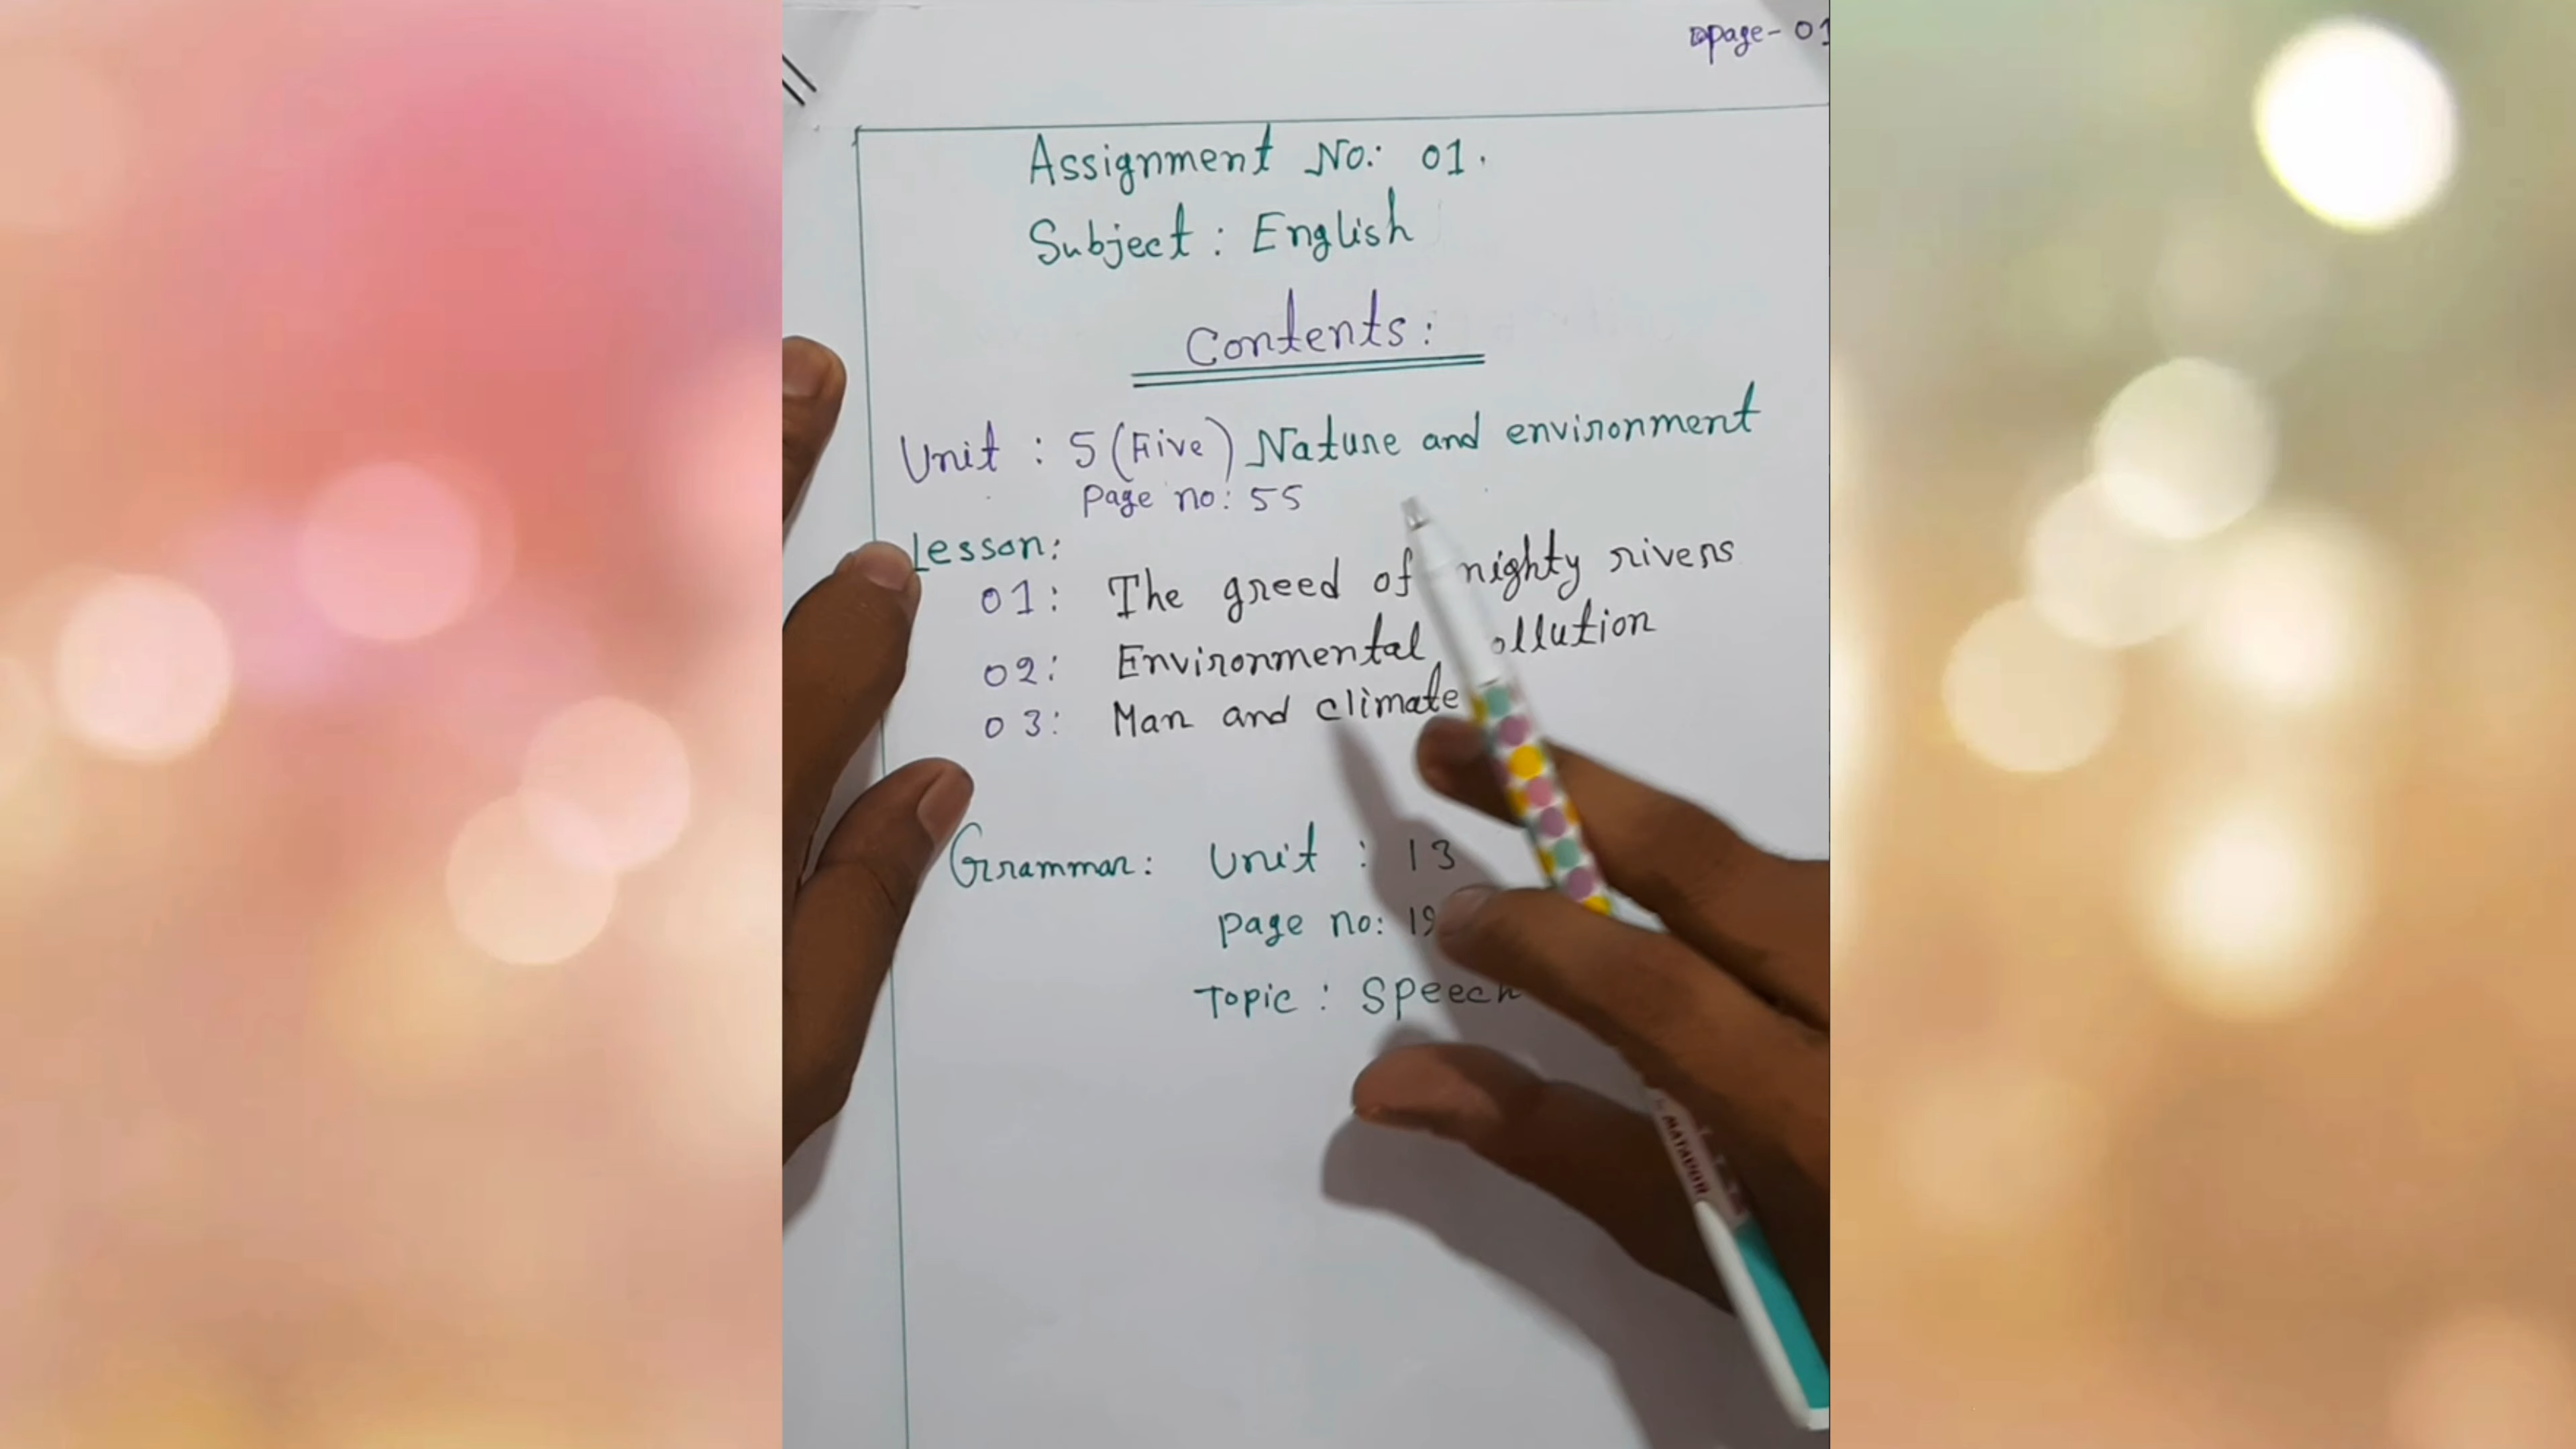 page- 01
Assignment No.: 01.
Subject : English
Contents :
Unit : 5 (Five) Nature and environment
Page no: 55
Lesson:
01: The greed of mighty rivers
02: Environmental
03: Man and climate
Grammar: Unit : 13
page no:
Topic : Speech
MATADOR